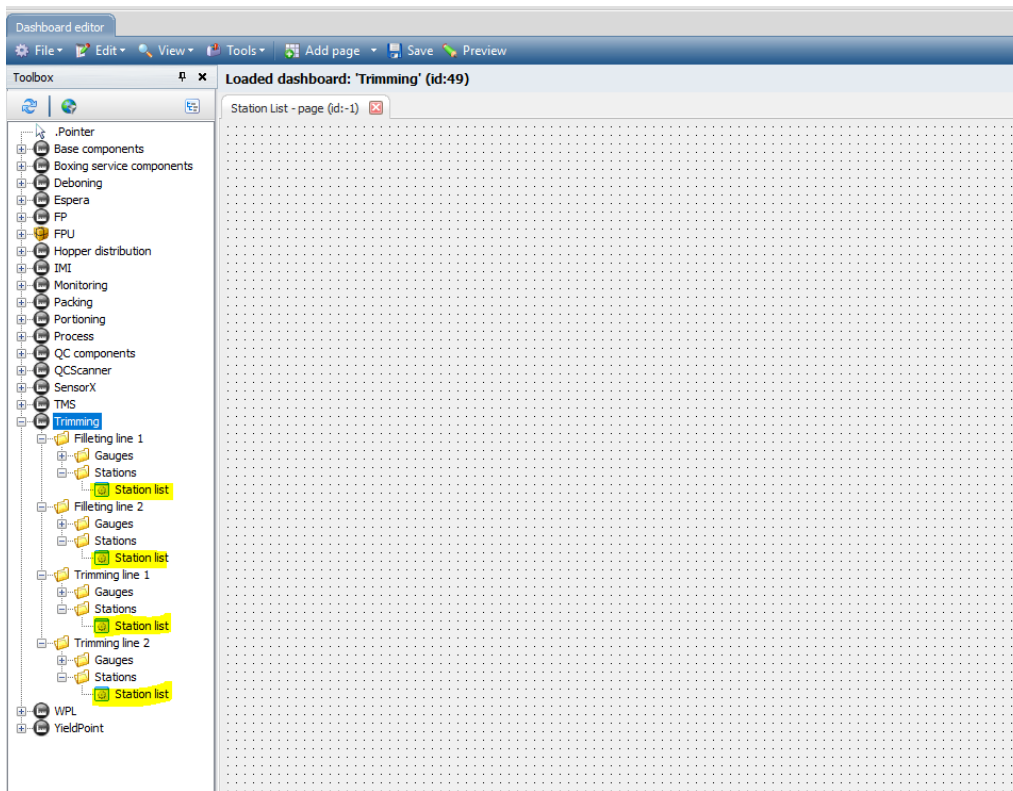 Dashboard editor
File Edit View Tools Add page Save Preview
Toolbox
Loaded dashboard: 'Trimming' (id:49)
Station List - page (id:-1)
.Pointer
Base components
Boxing service components
Deboning
Espera
FP
FPU
Hopper distribution
IMI
Monitoring
Packing
Portioning
Process
QC components
QCScanner
SensorX
TMS
Trimming
Filleting line 1
Gauges
Stations
Station list
Filleting line 2
Gauges
Stations
Station list
Trimming line 1
Gauges
Stations
Station list
Trimming line 2
Gauges
Stations
Station list
WPL
YieldPoint